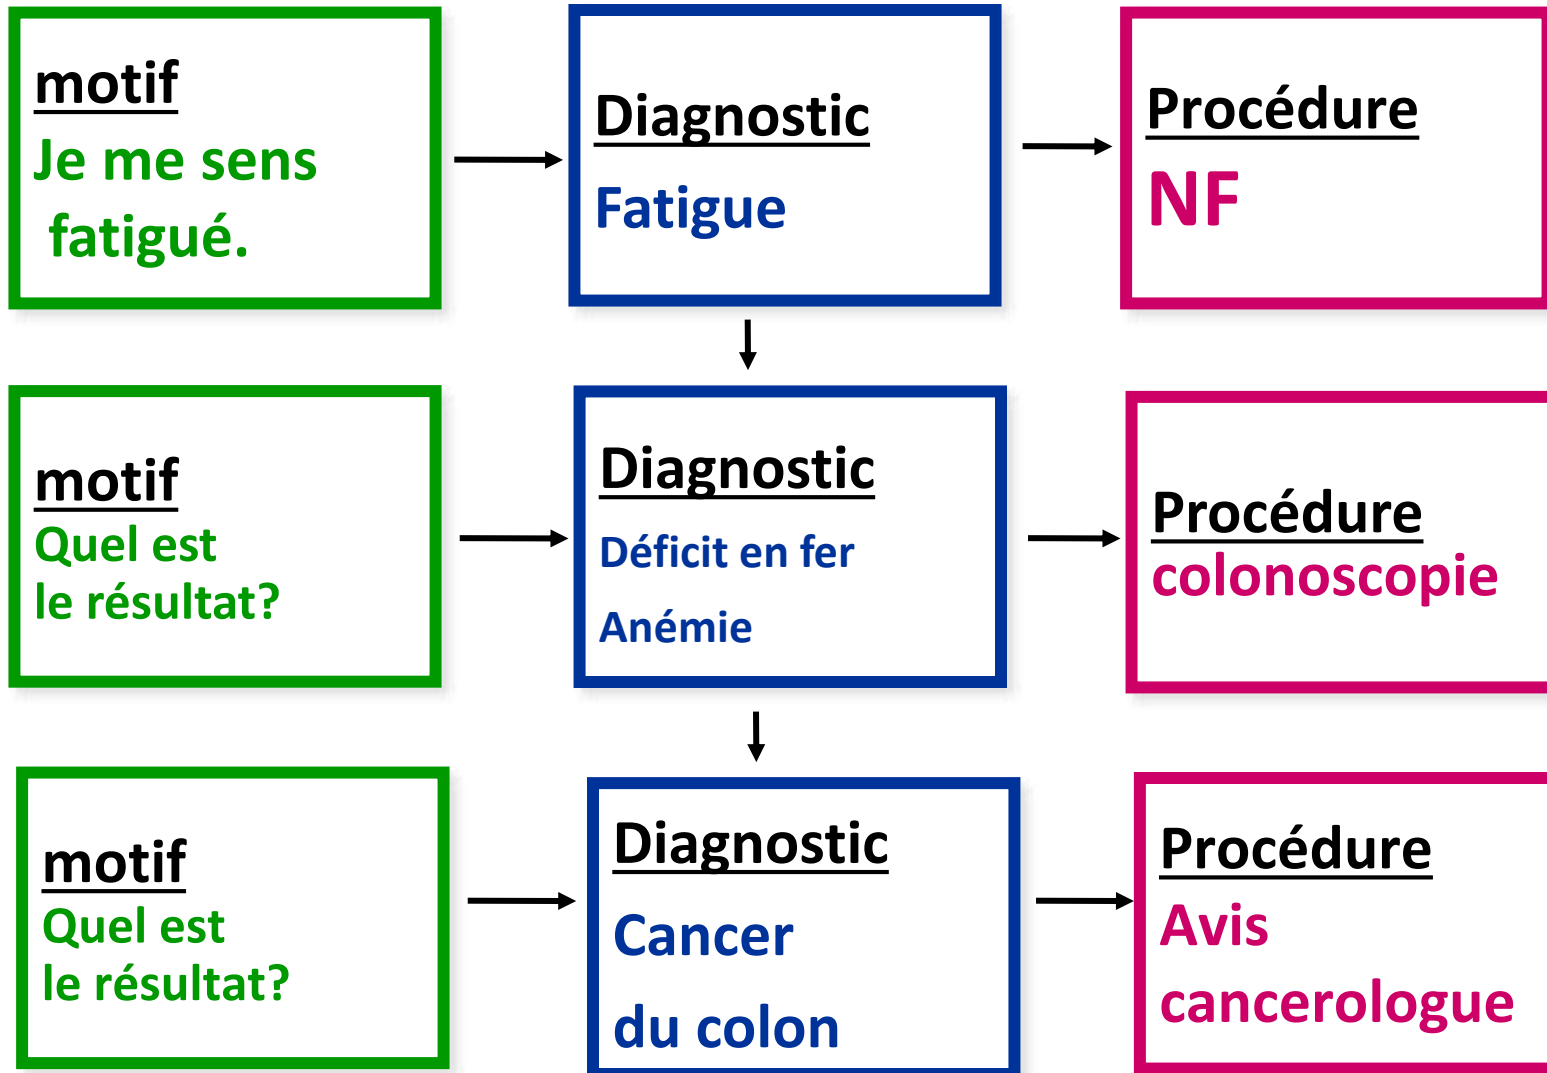 motif
Je me sens
fatigué.
Diagnostic
Fatigue
Procédure
NF
motif
Quel est
le résultat?
Diagnostic
Déficit en fer
Anémie
Procédure
colonoscopie
motif
Quel est
le résultat?
Diagnostic
Cancer
du colon
Procédure
Avis
cancerologue